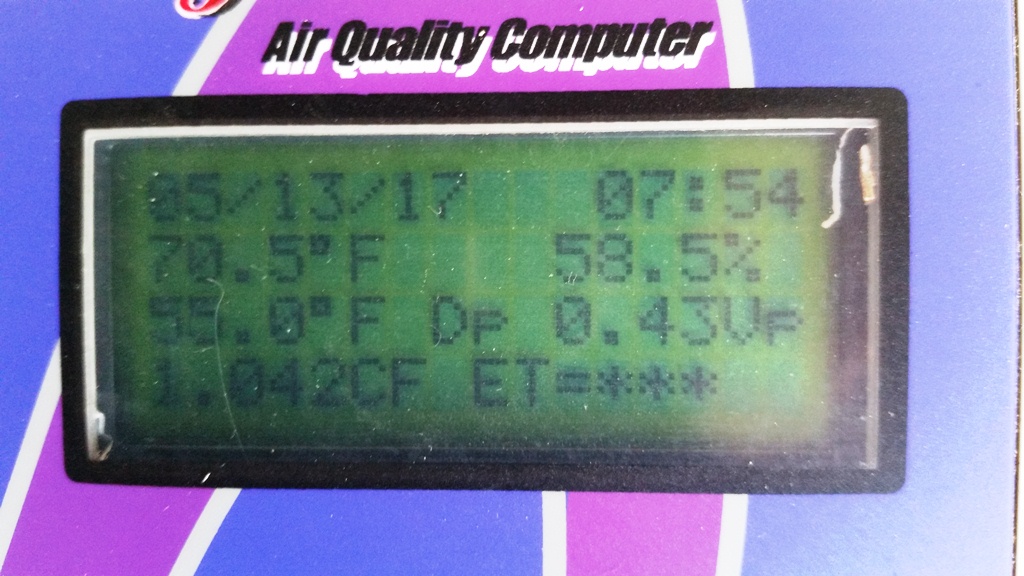 Air Quality Computer
05/13/17 07:54
70.5°F 58.5%
55.0°F Dp 0.43Vp
1.042CF ET=***